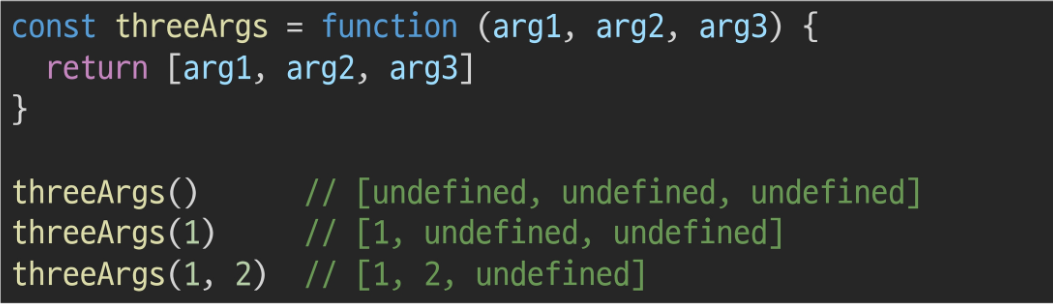 const threeArgs = function (arg1, arg2, arg3) {
  return [arg1, arg2, arg3]
}

threeArgs()      // [undefined, undefined, undefined]
threeArgs(1)     // [1, undefined, undefined]
threeArgs(1, 2)  // [1, 2, undefined]